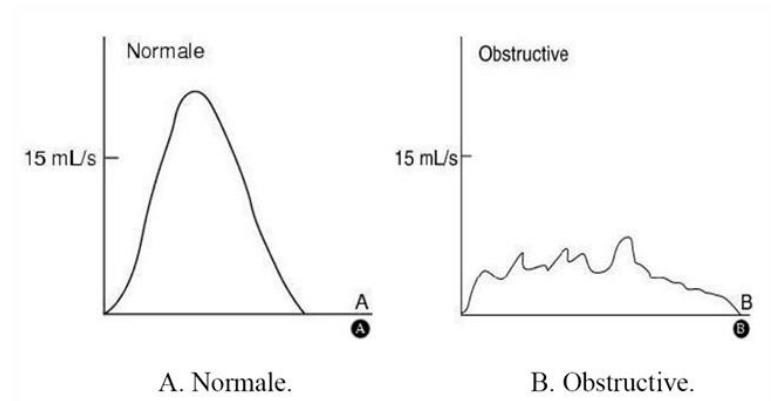 Normale
15 mL/s
A
A
A. Normale.
Obstructive
15 mL/s
B
B
B. Obstructive.